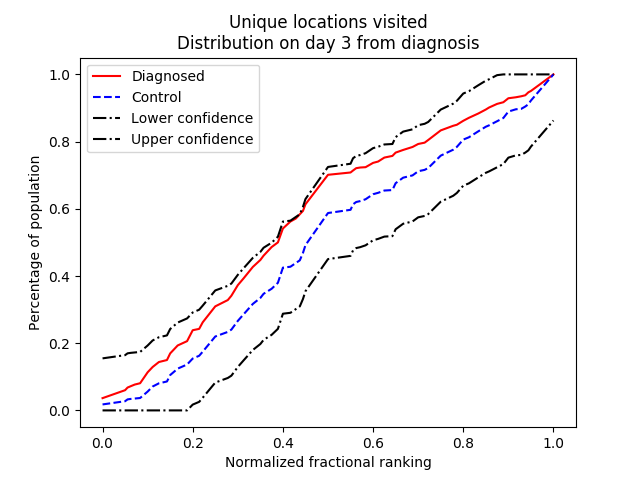 Unique locations visited
Distribution on day 3 from diagnosis
Diagnosed
Control
Lower confidence
Upper confidence
Percentage of population
1.0
0.8
0.6
0.4
0.2
0.0
0.0 0.2 0.4 0.6 0.8 1.0
Normalized fractional ranking